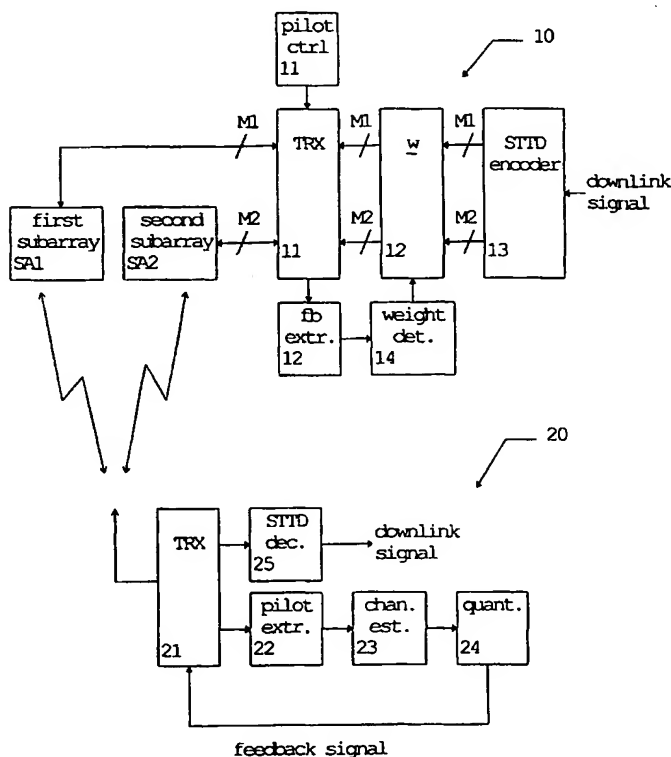 pilot
ctrl
11
10
M1
M1
M1
TRX
w
STTD
encoder
downlink
signal
first
subarray
SA1
second
subarray
SA2
M2
M2
M2
11
12
13
fb
extr.
12
weight
det.
14
20
TRX
21
STTD
dec.
25
downlink
signal
pilot
extr.
22
chan.
est.
23
quant.
24
feedback signal